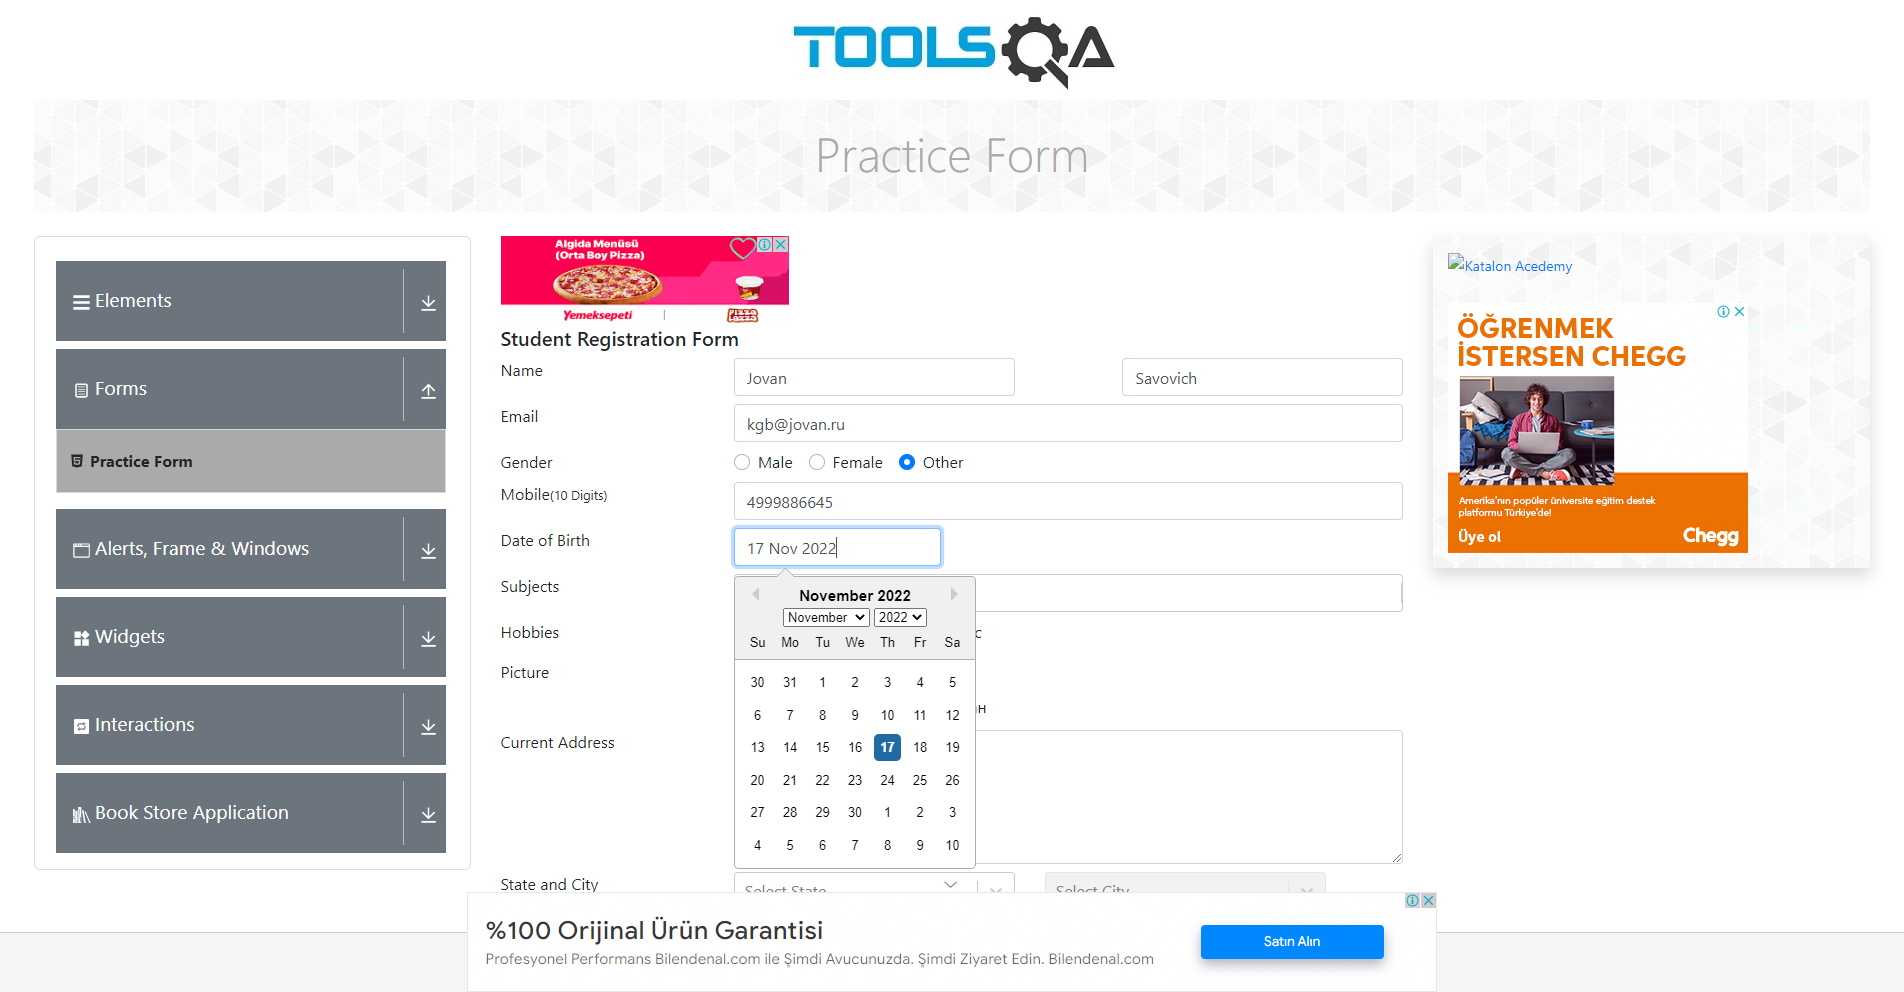 TOOLSQA
Practice Form
Elements
Forms
Practice Form
Alerts, Frame & Windows
Widgets
Interactions
Book Store Application
Algida Menüsü
(Orta Boy Pizza)
Yemeksepeti | PIZZA LAZZA
Student Registration Form
Name Jovan Savovich
Email kgb@jovan.ru
Gender Male Female Other
Mobile(10 Digits) 4999886645
Date of Birth 17 Nov 2022
Subjects
Hobbies c
Picture
н
Current Address
November 2022
November 2022
Su Mo Tu We Th Fr Sa
30 31 1 2 3 4 5
6 7 8 9 10 11 12
13 14 15 16 17 18 19
20 21 22 23 24 25 26
27 28 29 30 1 2 3
4 5 6 7 8 9 10
State and City Select State Select City
Katalon Acedemy
ÖĞRENMEK
İSTERSEN CHEGG
Amerika'nın popüler üniversite eğitim destek
platformu Türkiye'de!
Üye ol Chegg
%100 Orijinal Ürün Garantisi
Profesyonel Performans Bilendenal.com ile Şimdi Avucunuzda. Şimdi Ziyaret Edin. Bilendenal.com
Satın Alın